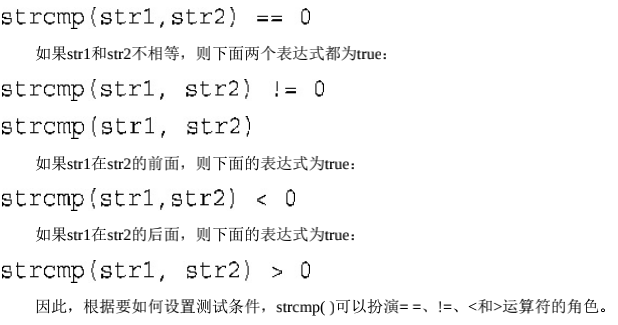 strcmp(str1,str2) == 0
如果str1和str2不相等，则下面两个表达式都为true：
strcmp(str1, str2) != 0
strcmp(str1, str2)
如果str1在str2的前面，则下面的表达式为true：
strcmp(str1,str2) < 0
如果str1在str2的后面，则下面的表达式为true：
strcmp(str1, str2) > 0
因此，根据要如何设置测试条件，strcmp( )可以扮演= =、!=、<和>运算符的角色。